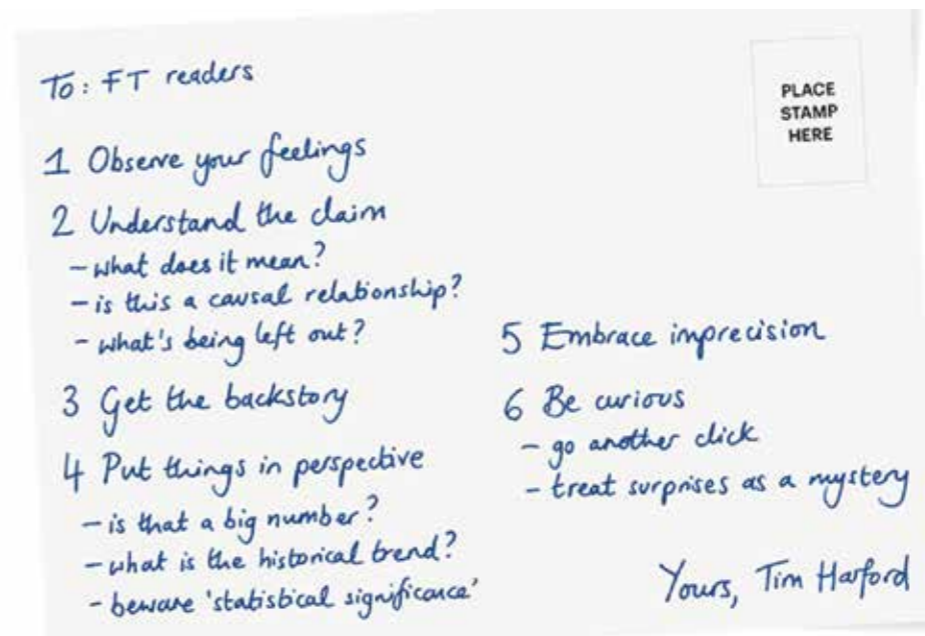 To: FT readers
PLACE
STAMP
HERE
1 Observe your feelings
2 Understand the claim
– what does it mean?
– is this a causal relationship?
– what's being left out?
3 Get the backstory
4 Put things in perspective
– is that a big number?
– what is the historical trend?
– beware 'statistical significance'
5 Embrace imprecision
6 Be curious
– go another click
– treat surprises as a mystery
Yours, Tim Harford